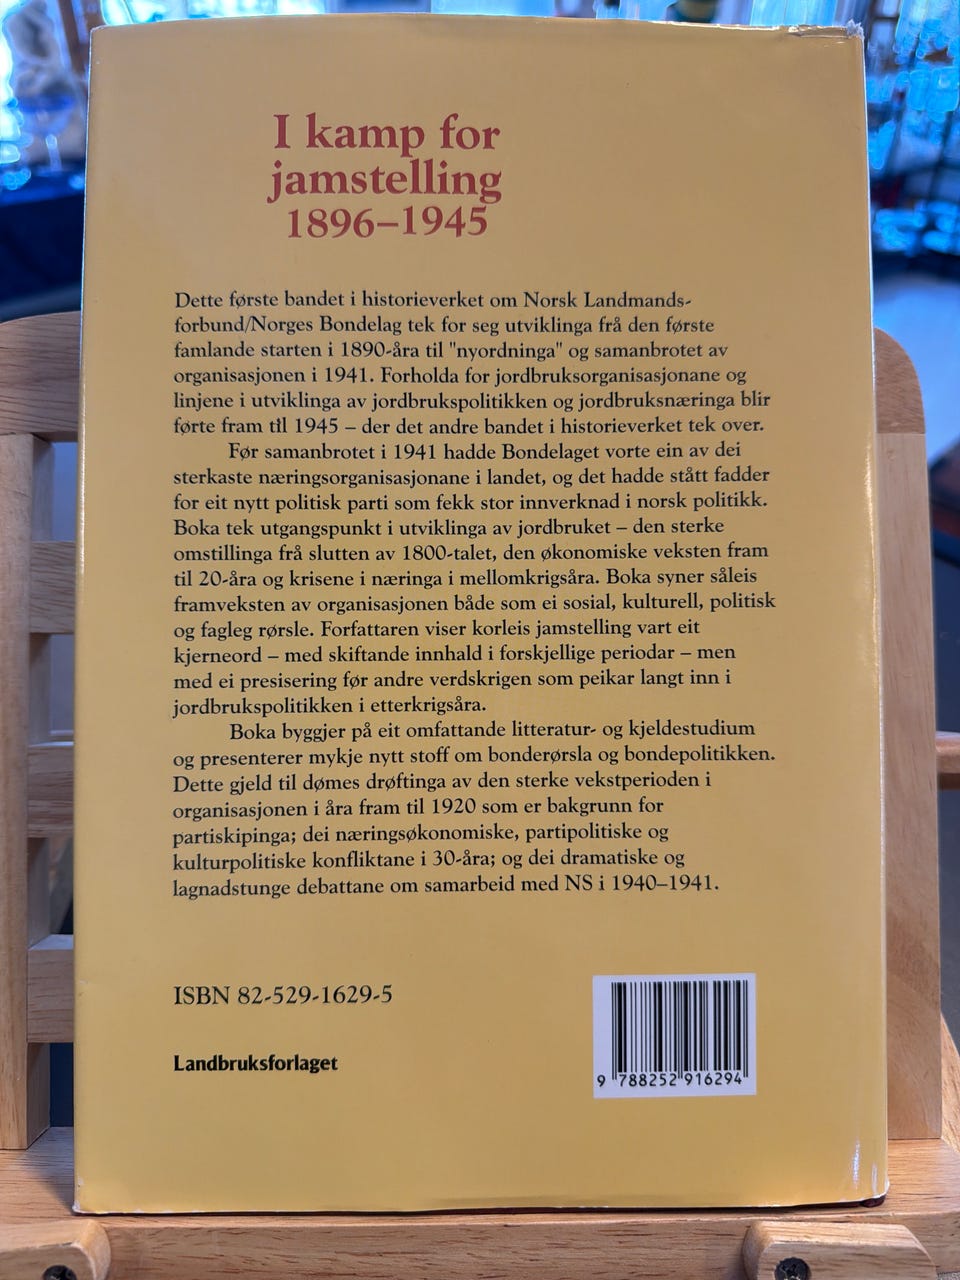 I kamp for
jamstelling
1896–1945
Dette første bandet i historieverket om Norsk Landmands-
forbund/Norges Bondelag tek for seg utviklinga frå den første
famlande starten i 1890-åra til "nyordninga" og samanbrotet av
organisasjonen i 1941. Forholda for jordbruksorganisasjonane og
linjene i utviklinga av jordbrukspolitikken og jordbruksnæringa blir
førte fram til 1945 – der det andre bandet i historieverket tek over.
Før samanbrotet i 1941 hadde Bondelaget vorte ein av dei
sterkaste næringsorganisasjonane i landet, og det hadde stått fadder
for eit nytt politisk parti som fekk stor innverknad i norsk politikk.
Boka tek utgangspunkt i utviklinga av jordbruket – den sterke
omstillinga frå slutten av 1800-talet, den økonomiske veksten fram
til 20-åra og krisene i næringa i mellomkrigsåra. Boka syner såleis
framveksten av organisasjonen både som ei sosial, kulturell, politisk
og fagleg rørsle. Forfattaren viser korleis jamstelling vart eit
kjerneord – med skiftande innhald i forskjellige periodar – men
med ei presisering før andre verdskrigen som peikar langt inn i
jordbrukspolitikken i etterkrigsåra.
Boka byggjer på eit omfattande litteratur- og kjeldestudium
og presenterer mykje nytt stoff om bonderørsla og bondepolitikken.
Dette gjeld til dømes drøftinga av den sterke vekstperioden i
organisasjonen i åra fram til 1920 som er bakgrunn for
partiskipinga; dei næringsøkonomiske, partipolitiske og
kulturpolitiske konfliktane i 30-åra; og dei dramatiske og
lagnadstunge debattane om samarbeid med NS i 1940–1941.
ISBN 82-529-1629-5
Landbruksforlaget
9 788252 916294